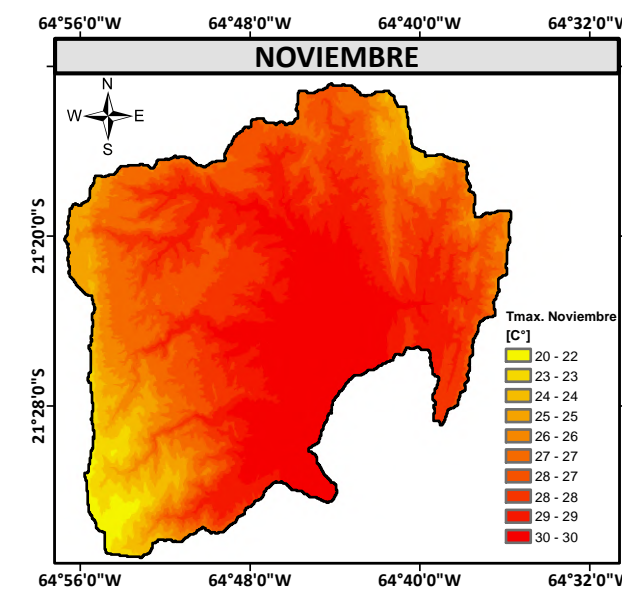 64°56'0"W 64°48'0"W 64°40'0"W 64°32'0"W
NOVIEMBRE
N
W E
S
21°20'0"S
21°28'0"S
Tmax. Noviembre
[C°]
20 - 22
23 - 23
24 - 24
25 - 25
26 - 26
27 - 27
28 - 27
28 - 28
29 - 29
30 - 30
64°56'0"W 64°48'0"W 64°40'0"W 64°32'0"W